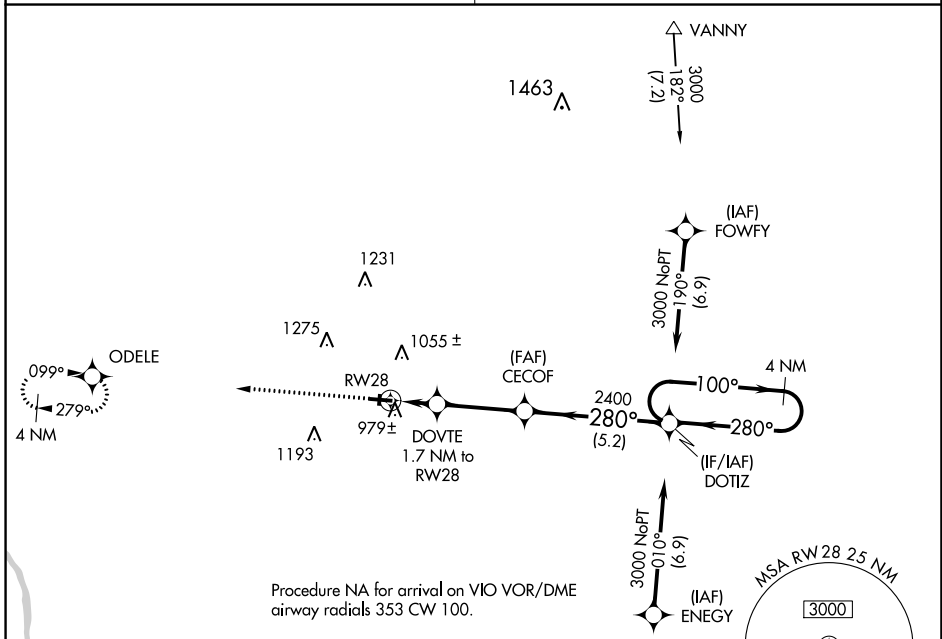 VANNY
3000
182°
(7.2)
1463
(IAF)
FOWFY
3000 NoPT
190°
(6.9)
1231
1275
1055 ±
099°
ODELE
279°
4 NM
RW28
979±
1193
(FAF)
CECOF
DOVTE
1.7 NM to
RW28
2400
280°
(5.2)
4 NM
100°
280°
(IF/IAF)
DOTIZ
3000 NoPT
010°
(6.9)
(IAF)
ENEGY
Procedure NA for arrival on VIO VOR/DME
airway radials 353 CW 100.
MSA RW28 25 NM
3000